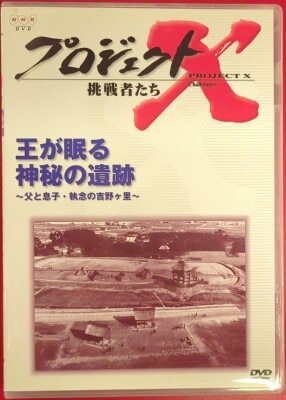 NHK
DVD
プロジェクトX
PROJECT X
Challengers
挑戦者たち
王が眠る
神秘の遺跡
~父と息子・執念の吉野ヶ里~
DVD